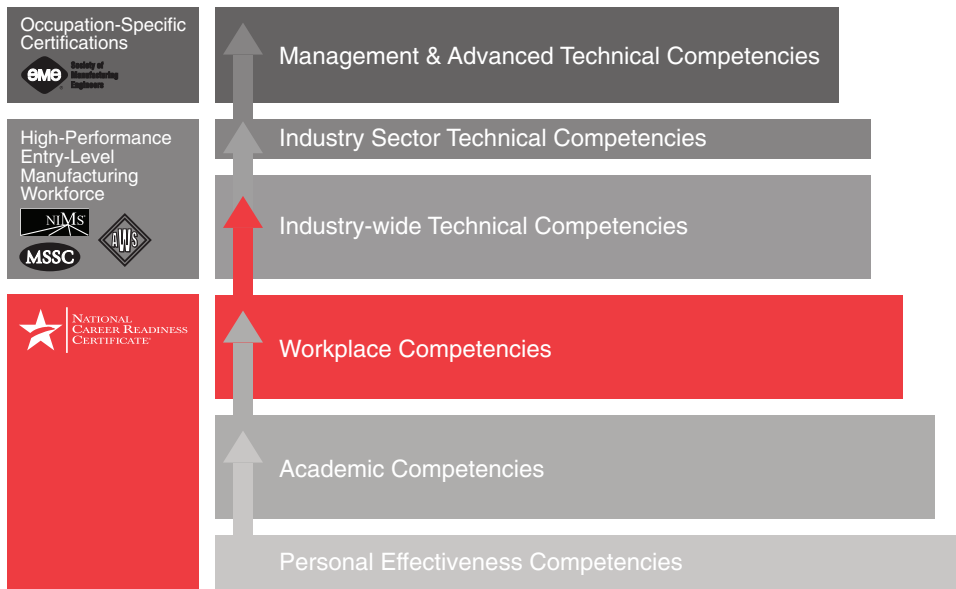 Occupation-Specific
Certifications
SME
Society of
Manufacturing
Engineers
Management & Advanced Technical Competencies
High-Performance
Entry-Level
Manufacturing
Workforce
NIMS
AWS
MSSC
Industry Sector Technical Competencies
Industry-wide Technical Competencies
NATIONAL
CAREER READINESS
CERTIFICATE
Workplace Competencies
Academic Competencies
Personal Effectiveness Competencies